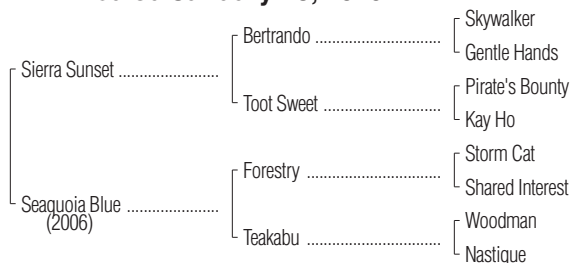 Skywalker
Bertrando
Gentle Hands
Sierra Sunset
Pirate's Bounty
Toot Sweet
Kay Ho
Storm Cat
Forestry
Shared Interest
Seaquoia Blue
(2006)
Woodman
Teakabu
Nastique